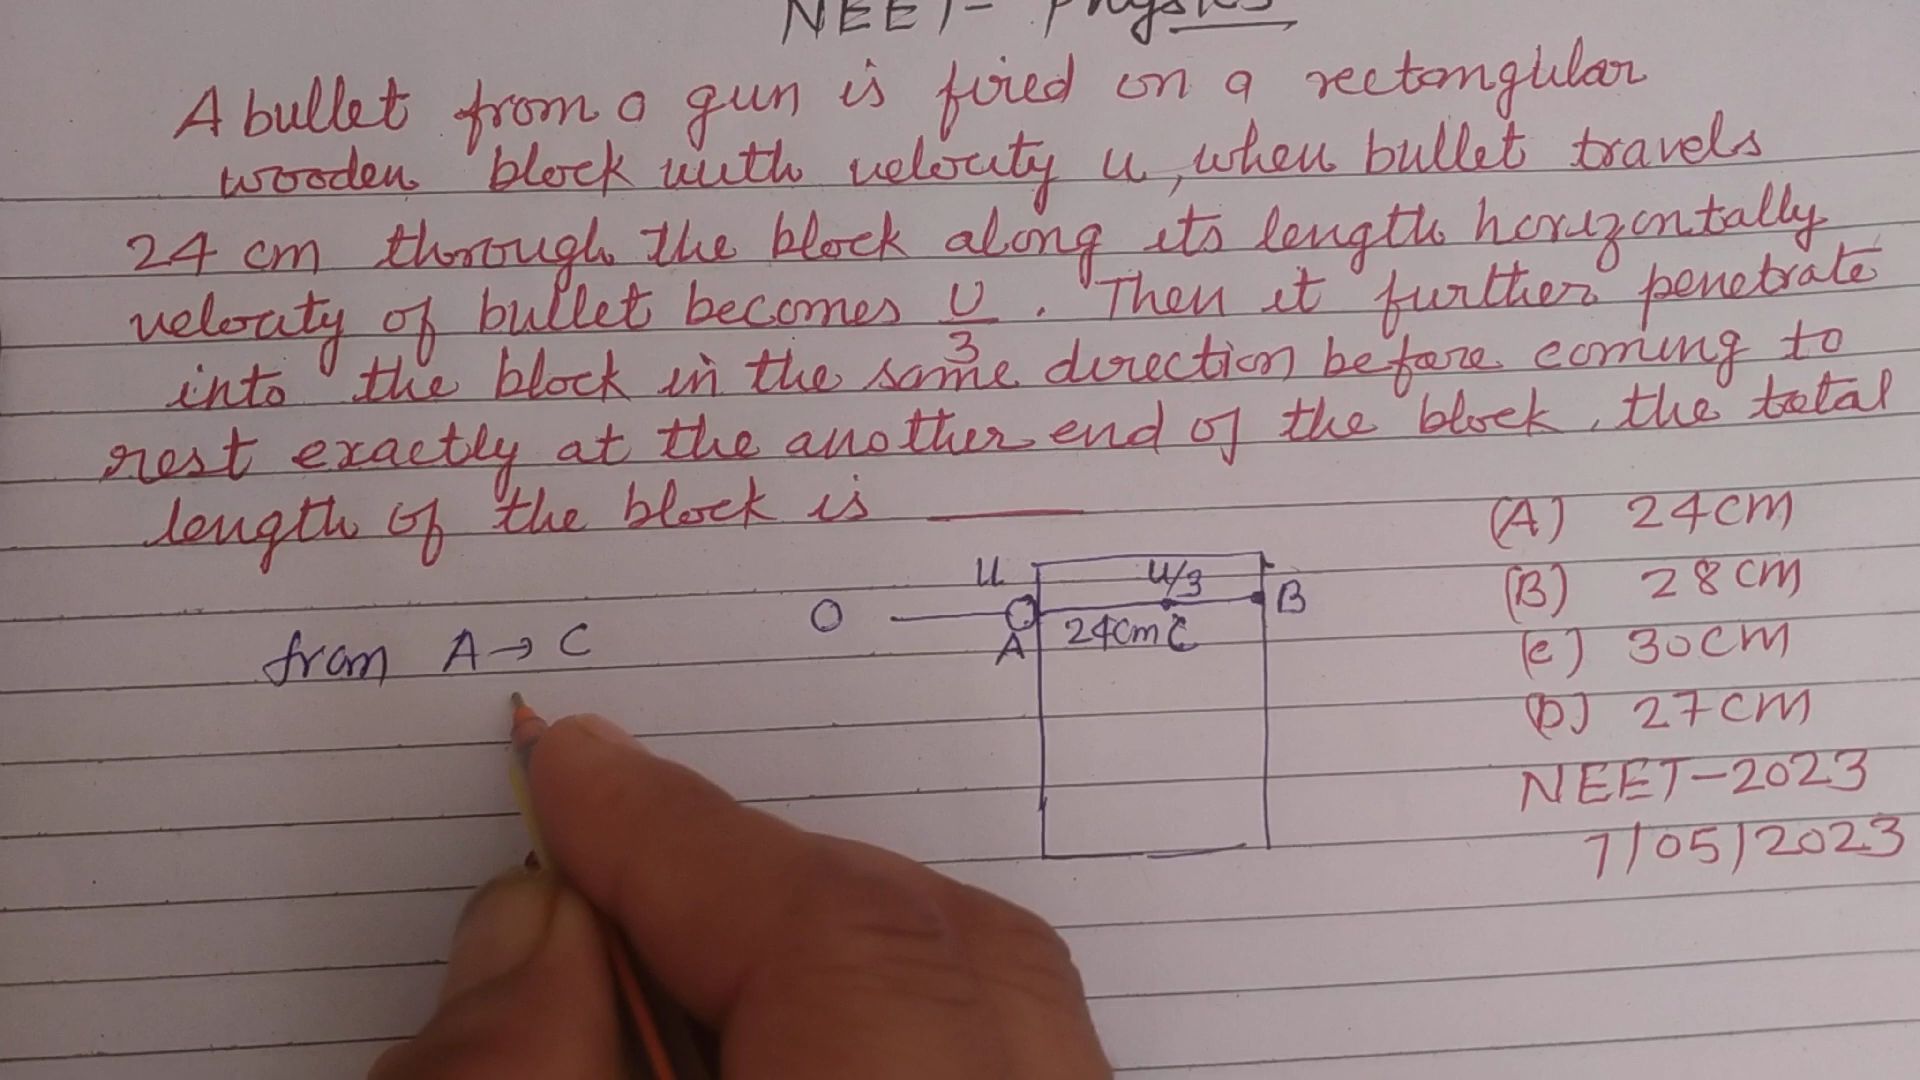 NEET- Physics
A bullet from a gun is fired on a rectangular
wooden block with velocity u, when bullet travels
24 cm through the block along its length horizontally
velocity of bullet becomes U/3. Then it further penetrate
into the block in the same direction before coming to
rest exactly at the another end of the block, the total
length of the block is ______
(A) 24cm
(B) 28cm
(C) 30cm
(D) 27cm
NEET-2023
7/05/2023
u
u/3
B
A
24cm C
from A → C